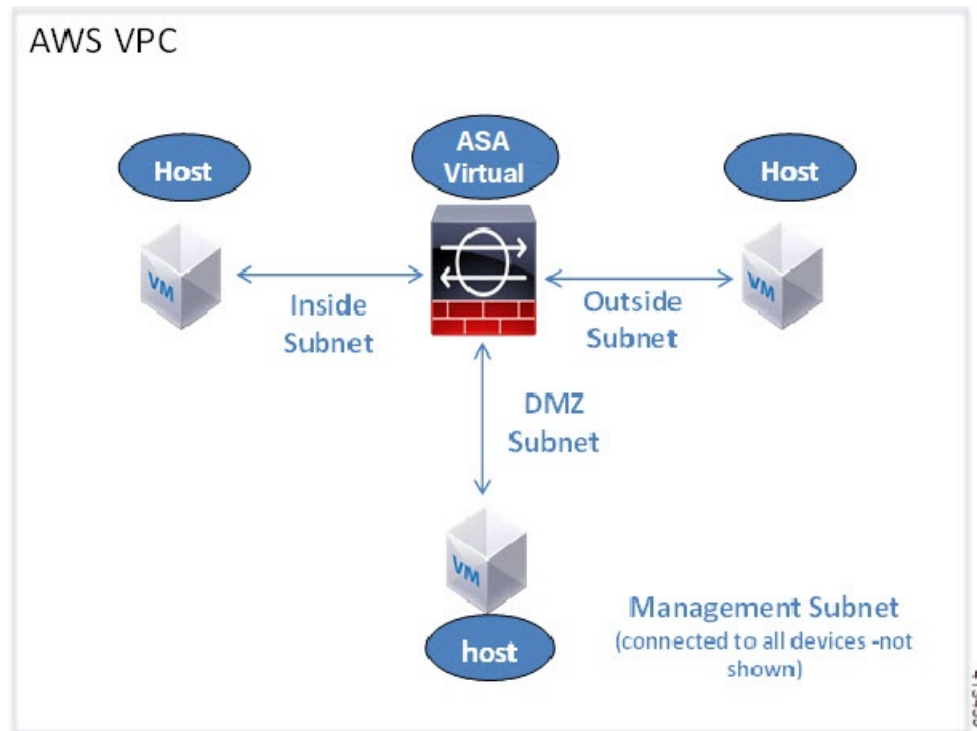 AWS VPC
Host
ASA
Virtual
Host
VM
VM
Inside
Subnet
Outside
Subnet
DMZ
Subnet
VM
host
Management Subnet
(connected to all devices -not
shown)